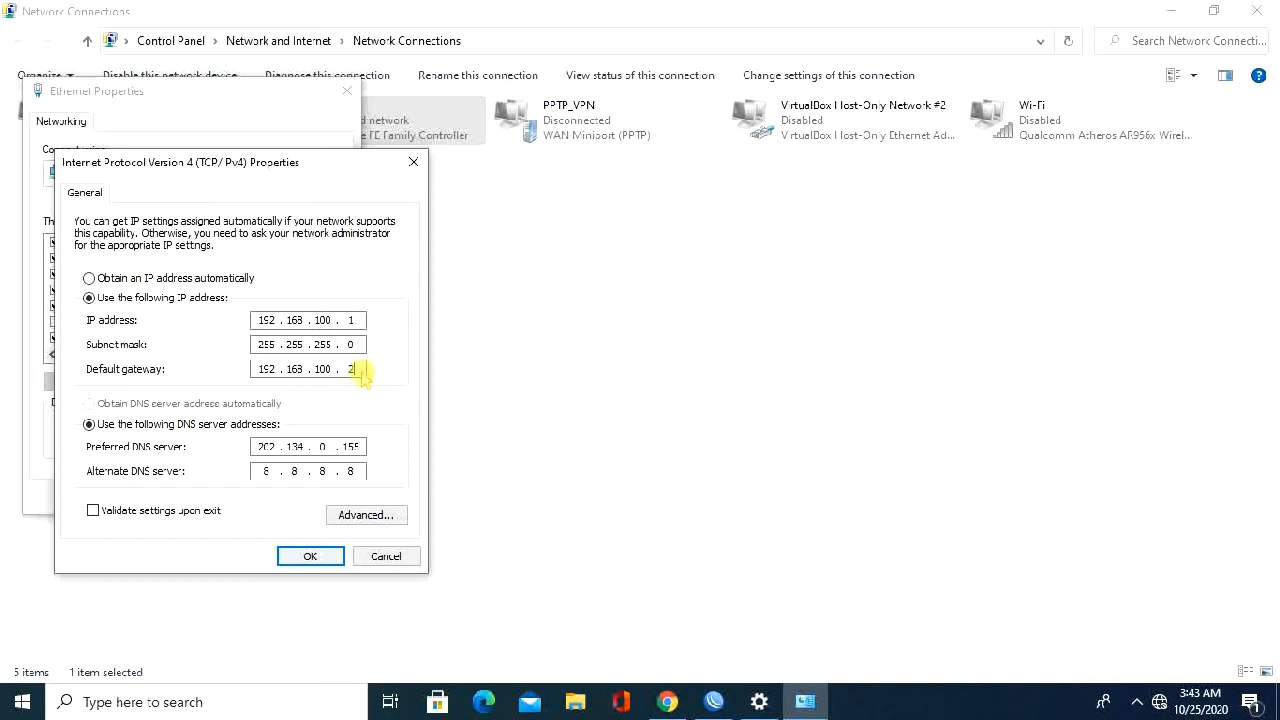 Network Connections
Control Panel
Network and Internet
Network Connections
Search Network Connecti...
Organize
Disable this network device
Diagnose this connection
Rename this connection
View status of this connection
Change settings of this connection
Ethernet Properties
Networking
network
FE Family Controller
PPTP_VPN
Disconnected
WAN Miniport (PPTP)
VirtualBox Host-Only Network #2
Disabled
VirtualBox Host-Only Ethernet Ad...
Wi-Fi
Disabled
Qualcomm Atheros AR956x Wirel...
Internet Protocol Version 4 (TCP/IPv4) Properties
General
You can get IP settings assigned automatically if your network supports
this capability. Otherwise, you need to ask your network administrator
for the appropriate IP settings.
Obtain an IP address automatically
Use the following IP address:
IP address:
192 . 168 . 100 . 1
Subnet mask:
255 . 255 . 255 . 0
Default gateway:
192 . 168 . 100 . 2
Obtain DNS server address automatically
Use the following DNS server addresses:
Preferred DNS server:
202 . 134 . 0 . 155
Alternate DNS server:
8 . 8 . 8 . 8
Validate settings upon exit
Advanced...
OK
Cancel
5 items
1 item selected
Type here to search
3:43 AM
10/25/2020